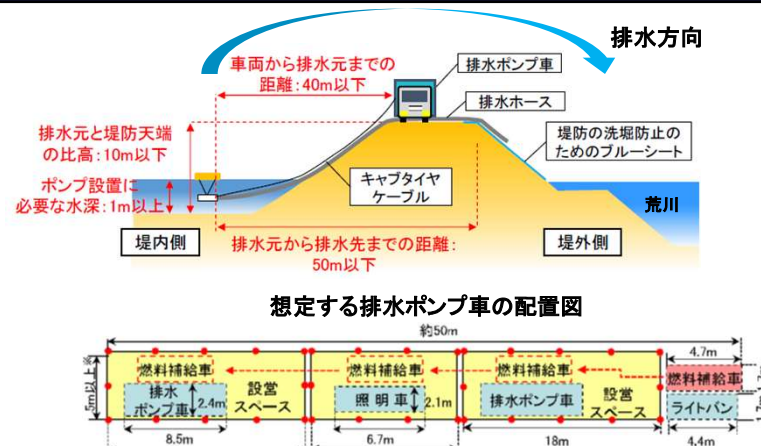 排水方向
車両から排水元までの
距離：40m以下
排水ポンプ車
排水ホース
排水元と堤防天端
の比高：10m以下
堤防の洗堀防止の
ためのブルーシート
ポンプ設置に
必要な水深：1m以上
キャブタイヤ
ケーブル
荒川
堤内側
排水元から排水先までの距離：
50m以下
堤外側
想定する排水ポンプ車の配置図
約50m
4.7m
5m以上※
燃料補給車
燃料補給車
燃料補給車
燃料補給車
排水
ポンプ車
2.4m
設営
スペース
照明車
2.1m
排水ポンプ車
設営
スペース
ライトバン
8.5m
6.7m
18m
4.4m